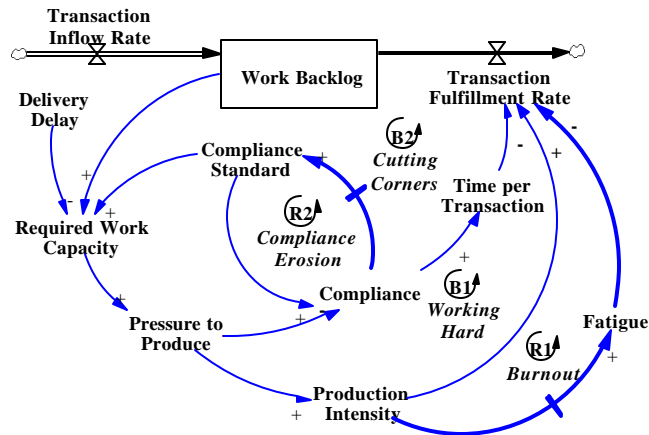 Transaction
Inflow Rate
Work Backlog
Transaction
Fulfillment Rate
Delivery
Delay
B2
Cutting
Corners
Compliance
Standard
+
-
-
+
Time per
Transaction
+
-
+
R2
Compliance
Erosion
Required Work
Capacity
+
B1
Working
Hard
Compliance
+
-
+
Pressure to
Produce
Fatigue
+
R1
Burnout
Production
Intensity
+